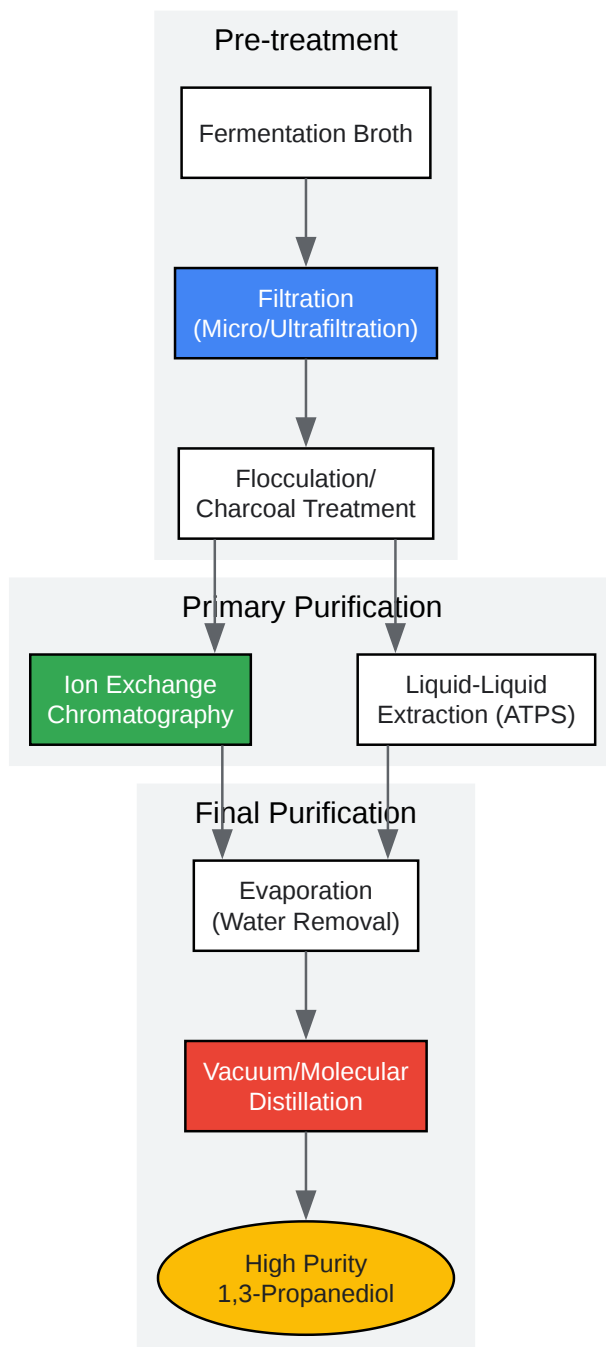 Pre-treatment
Fermentation Broth
Filtration
(Micro/Ultrafiltration)
Flocculation/
Charcoal Treatment
Primary Purification
Ion Exchange
Chromatography
Liquid-Liquid
Extraction (ATPS)
Final Purification
Evaporation
(Water Removal)
Vacuum/Molecular
Distillation
High Purity
1,3-Propanediol